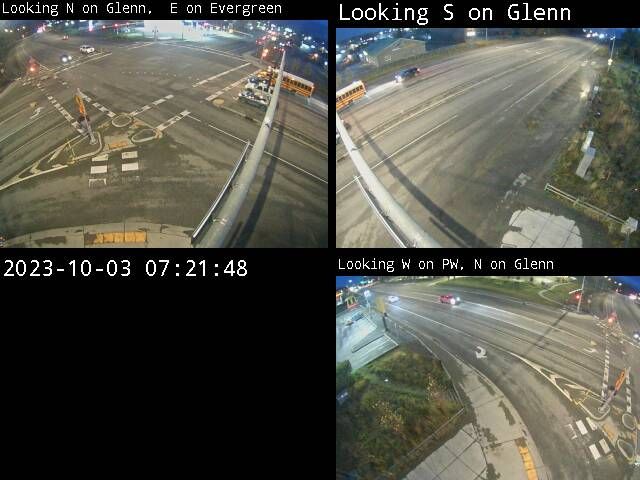 Looking N on Glenn,  E on Evergreen
Looking S on Glenn
2023-10-03 07:21:48
Looking W on PW, N on Glenn